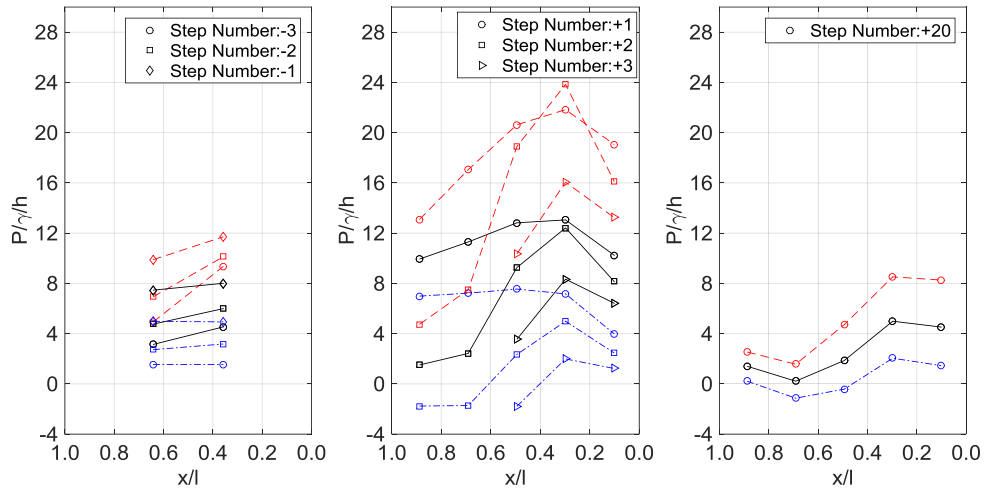 Step Number:-3
Step Number:-2
Step Number:-1
28
24
20
16
12
8
4
0
-4
P/γ/h
1.0 0.8 0.6 0.4 0.2 0.0
x/l
Step Number:+1
Step Number:+2
Step Number:+3
28
24
20
16
12
8
4
0
-4
P/γ/h
1.0 0.8 0.6 0.4 0.2 0.0
x/l
Step Number:+20
28
24
20
16
12
8
4
0
-4
P/γ/h
1.0 0.8 0.6 0.4 0.2 0.0
x/l